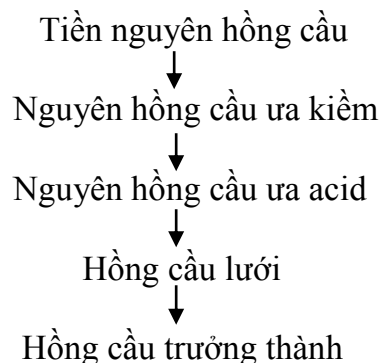 Tiền nguyên hồng cầu
Nguyên hồng cầu ưa kiềm
Nguyên hồng cầu ưa acid
Hồng cầu lưới
Hồng cầu trưởng thành